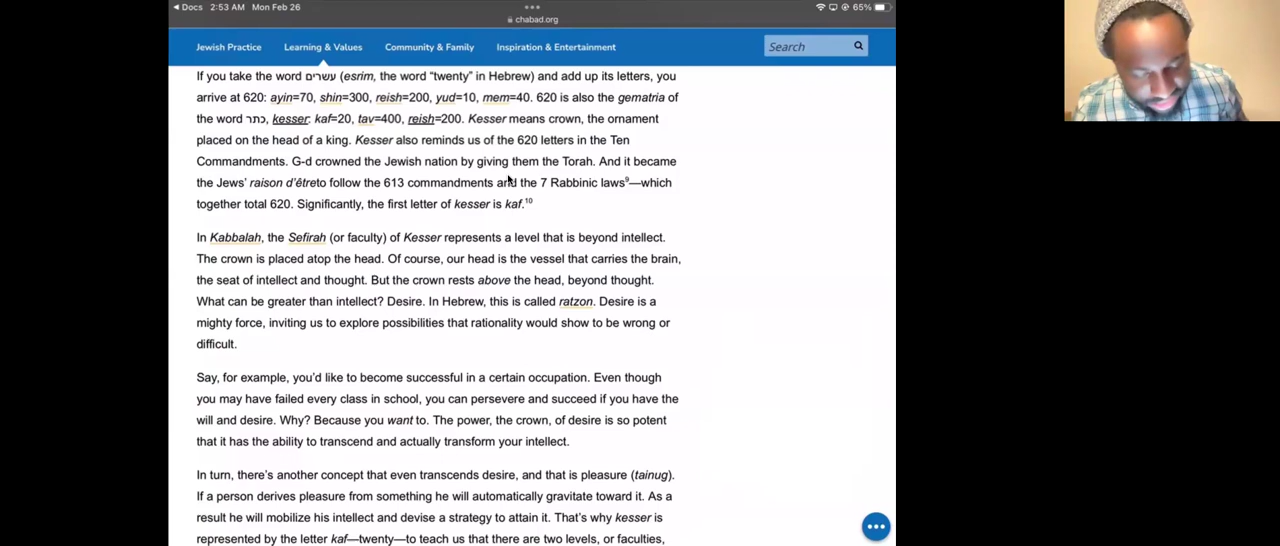 Docs 2:53 AM Mon Feb 26
65%
chabad.org
Jewish Practice Learning & Values Community & Family Inspiration & Entertainment Search
If you take the word עשרים (esrim, the word “twenty” in Hebrew) and add up its letters, you
arrive at 620: ayin=70, shin=300, reish=200, yud=10, mem=40. 620 is also the gematria of
the word כתר, kesser: kaf=20, tav=400, reish=200. Kesser means crown, the ornament
placed on the head of a king. Kesser also reminds us of the 620 letters in the Ten
Commandments. G-d crowned the Jewish nation by giving them the Torah. And it became
the Jews’ raison d’êtreto follow the 613 commandments and the 7 Rabbinic laws⁹—which
together total 620. Significantly, the first letter of kesser is kaf.¹⁰
In Kabbalah, the Sefirah (or faculty) of Kesser represents a level that is beyond intellect.
The crown is placed atop the head. Of course, our head is the vessel that carries the brain,
the seat of intellect and thought. But the crown rests above the head, beyond thought.
What can be greater than intellect? Desire. In Hebrew, this is called ratzon. Desire is a
mighty force, inviting us to explore possibilities that rationality would show to be wrong or
difficult.
Say, for example, you’d like to become successful in a certain occupation. Even though
you may have failed every class in school, you can persevere and succeed if you have the
will and desire. Why? Because you want to. The power, the crown, of desire is so potent
that it has the ability to transcend and actually transform your intellect.
In turn, there’s another concept that even transcends desire, and that is pleasure (tainug).
If a person derives pleasure from something he will automatically gravitate toward it. As a
result he will mobilize his intellect and devise a strategy to attain it. That’s why kesser is
represented by the letter kaf—twenty—to teach us that there are two levels, or faculties,